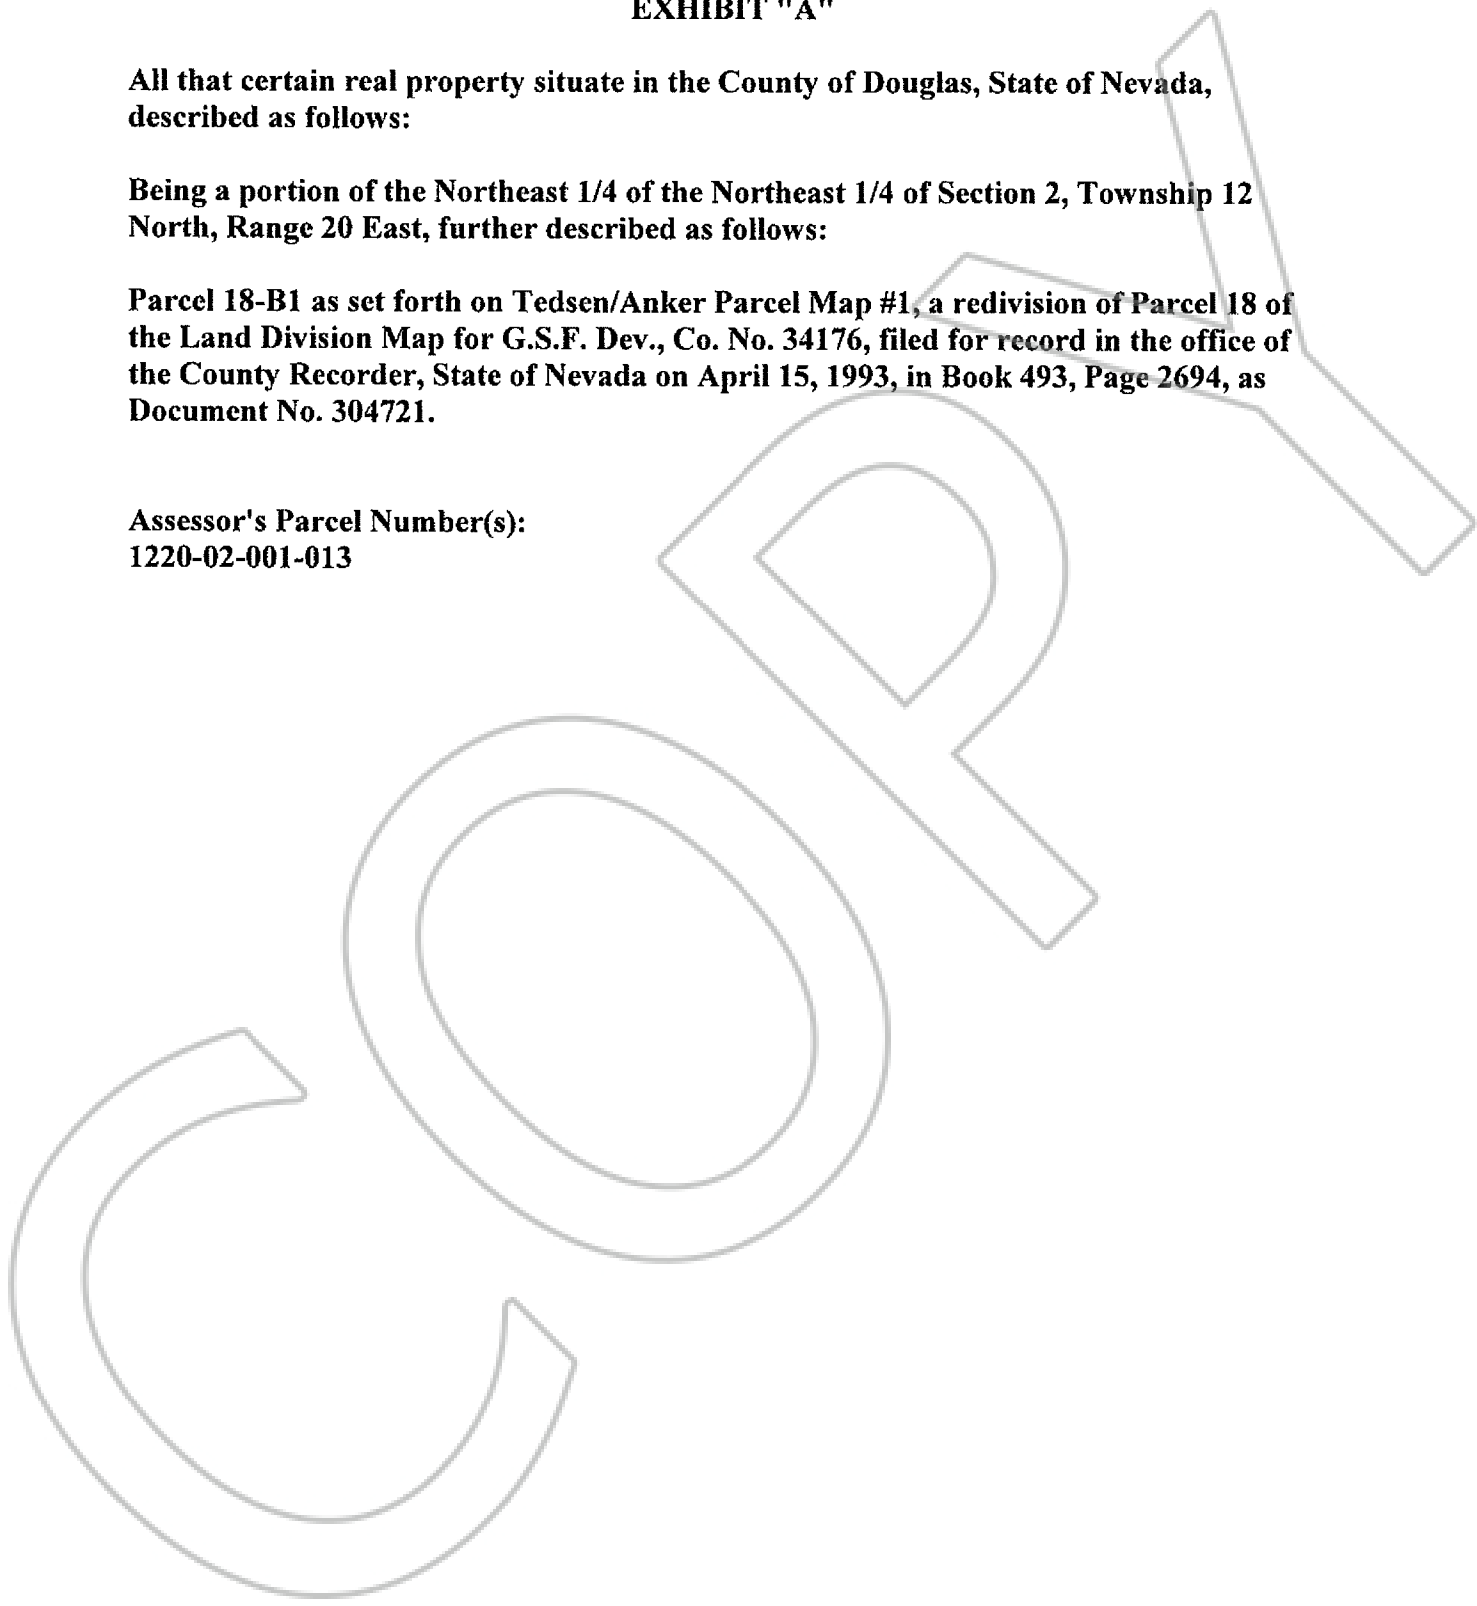 EXHIBIT "A"
All that certain real property situate in the County of Douglas, State of Nevada,
described as follows:
Being a portion of the Northeast 1/4 of the Northeast 1/4 of Section 2, Township 12
North, Range 20 East, further described as follows:
Parcel 18-B1 as set forth on Tedsen/Anker Parcel Map #1, a redivision of Parcel 18 of
the Land Division Map for G.S.F. Dev., Co. No. 34176, filed for record in the office of
the County Recorder, State of Nevada on April 15, 1993, in Book 493, Page 2694, as
Document No. 304721.
Assessor's Parcel Number(s):
1220-02-001-013
COPY